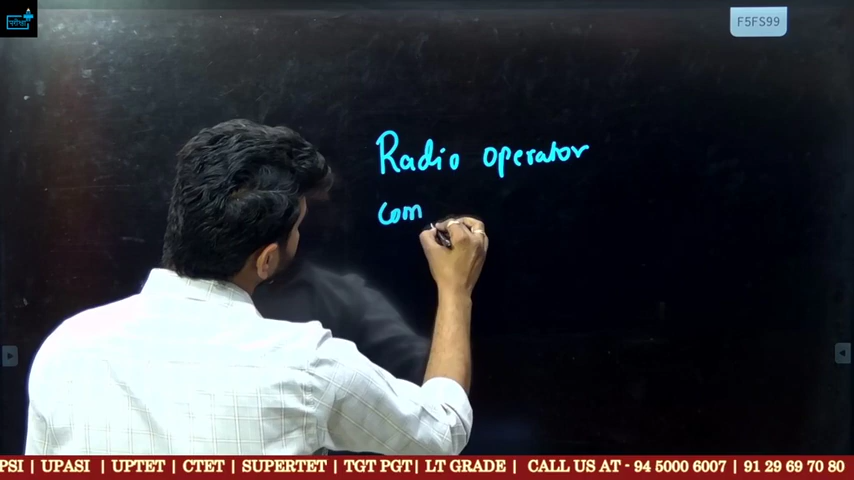 परीक्षा
F5FS99
Radio operator
Com
PSI | UPASI | UPTET | CTET | SUPERTET | TGT PGT| LT GRADE | CALL US AT - 94 5000 6007 | 91 29 69 70 80